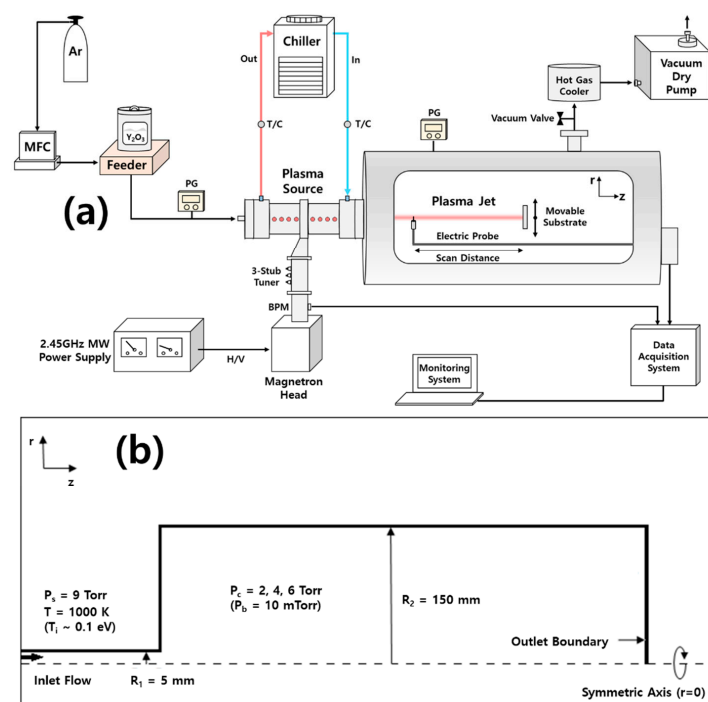 Ar
MFC
Y₂O₃
Feeder
(a)
PG
Out
Chiller
In
T/C
T/C
Plasma
Source
3-Stub
Tuner
BPM
2.45GHz MW
Power Supply
H/V
Magnetron
Head
PG
Vacuum Valve
Hot Gas
Cooler
Vacuum
Dry
Pump
r
z
Plasma Jet
Movable
Substrate
Electric Probe
Scan Distance
Monitoring
System
Data
Acquisition
System
(b)
r
z
Pₛ = 9 Torr
T = 1000 K
(Tᵢ ~ 0.1 eV)
P_c = 2, 4, 6 Torr
(P_b = 10 mTorr)
R₂ = 150 mm
Outlet Boundary
Inlet Flow
R₁ = 5 mm
Symmetric Axis (r=0)